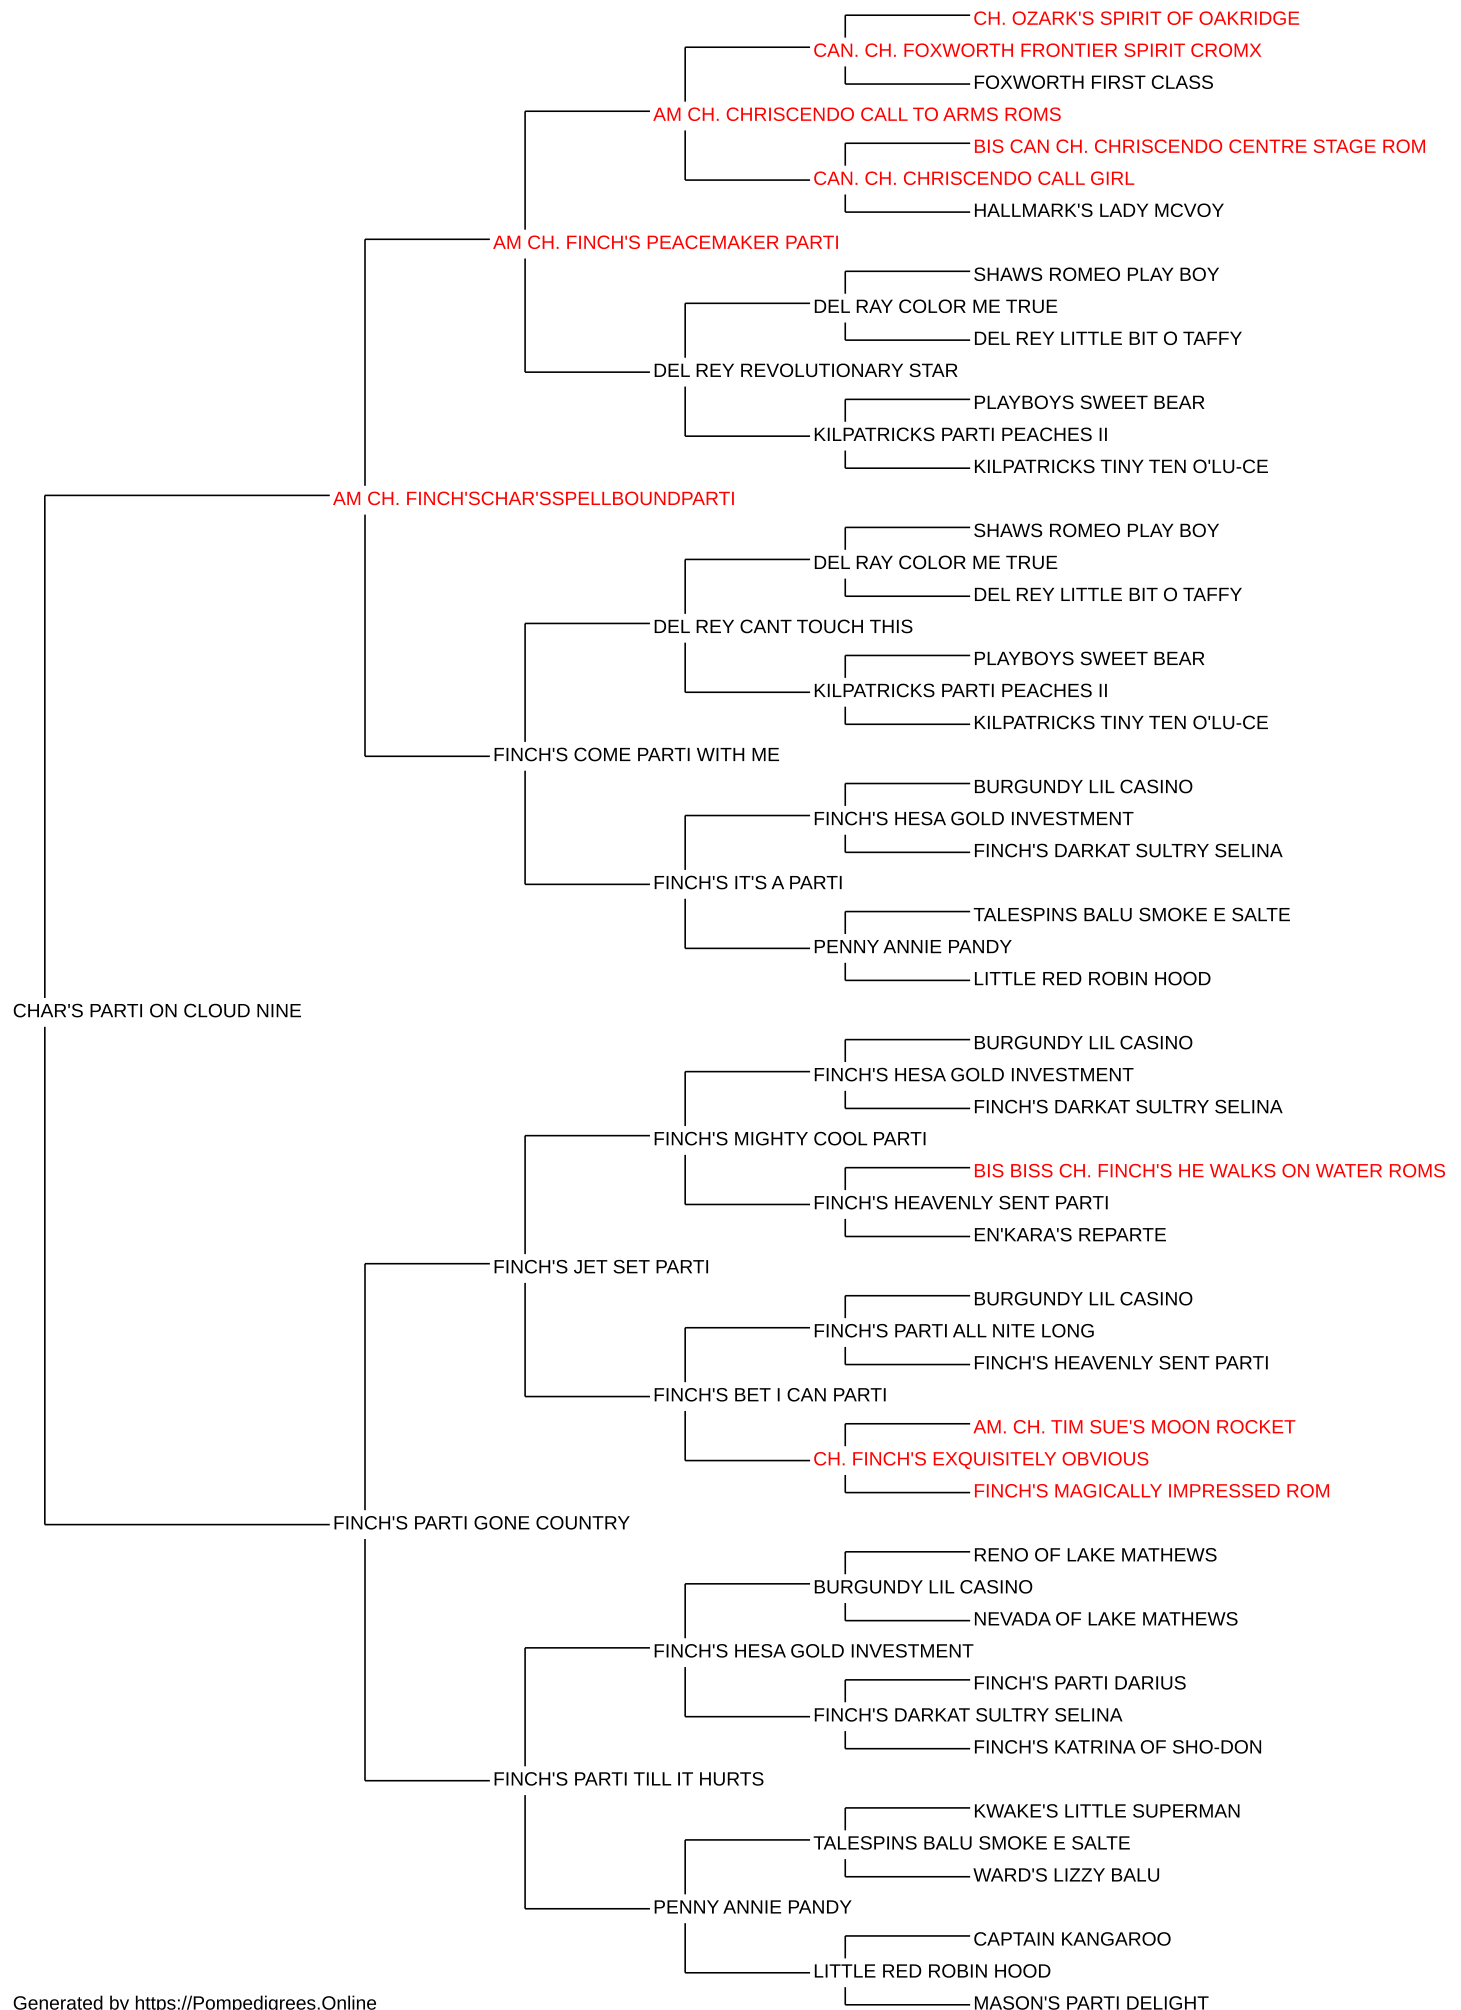 CH. OZARK'S SPIRIT OF OAKRIDGE
CAN. CH. FOXWORTH FRONTIER SPIRIT CROMX
FOXWORTH FIRST CLASS
AM CH. CHRISCENDO CALL TO ARMS ROMS
BIS CAN CH. CHRISCENDO CENTRE STAGE ROM
CAN. CH. CHRISCENDO CALL GIRL
HALLMARK'S LADY MCVOY
AM CH. FINCH'S PEACEMAKER PARTI
SHAWS ROMEO PLAY BOY
DEL RAY COLOR ME TRUE
DEL REY LITTLE BIT O TAFFY
DEL REY REVOLUTIONARY STAR
PLAYBOYS SWEET BEAR
KILPATRICKS PARTI PEACHES II
KILPATRICKS TINY TEN O'LU-CE
AM CH. FINCH'SCHAR'SSPELLBOUNDPARTI
SHAWS ROMEO PLAY BOY
DEL RAY COLOR ME TRUE
DEL REY LITTLE BIT O TAFFY
DEL REY CANT TOUCH THIS
PLAYBOYS SWEET BEAR
KILPATRICKS PARTI PEACHES II
KILPATRICKS TINY TEN O'LU-CE
FINCH'S COME PARTI WITH ME
BURGUNDY LIL CASINO
FINCH'S HESA GOLD INVESTMENT
FINCH'S DARKAT SULTRY SELINA
FINCH'S IT'S A PARTI
TALESPINS BALU SMOKE E SALTE
PENNY ANNIE PANDY
LITTLE RED ROBIN HOOD
CHAR'S PARTI ON CLOUD NINE
BURGUNDY LIL CASINO
FINCH'S HESA GOLD INVESTMENT
FINCH'S DARKAT SULTRY SELINA
FINCH'S MIGHTY COOL PARTI
BIS BISS CH. FINCH'S HE WALKS ON WATER ROMS
FINCH'S HEAVENLY SENT PARTI
EN'KARA'S REPARTE
FINCH'S JET SET PARTI
BURGUNDY LIL CASINO
FINCH'S PARTI ALL NITE LONG
FINCH'S HEAVENLY SENT PARTI
FINCH'S BET I CAN PARTI
AM. CH. TIM SUE'S MOON ROCKET
CH. FINCH'S EXQUISITELY OBVIOUS
FINCH'S MAGICALLY IMPRESSED ROM
FINCH'S PARTI GONE COUNTRY
RENO OF LAKE MATHEWS
BURGUNDY LIL CASINO
NEVADA OF LAKE MATHEWS
FINCH'S HESA GOLD INVESTMENT
FINCH'S PARTI DARIUS
FINCH'S DARKAT SULTRY SELINA
FINCH'S KATRINA OF SHO-DON
FINCH'S PARTI TILL IT HURTS
KWAKE'S LITTLE SUPERMAN
TALESPINS BALU SMOKE E SALTE
WARD'S LIZZY BALU
PENNY ANNIE PANDY
CAPTAIN KANGAROO
LITTLE RED ROBIN HOOD
MASON'S PARTI DELIGHT
Generated by https://Pompedigrees.Online